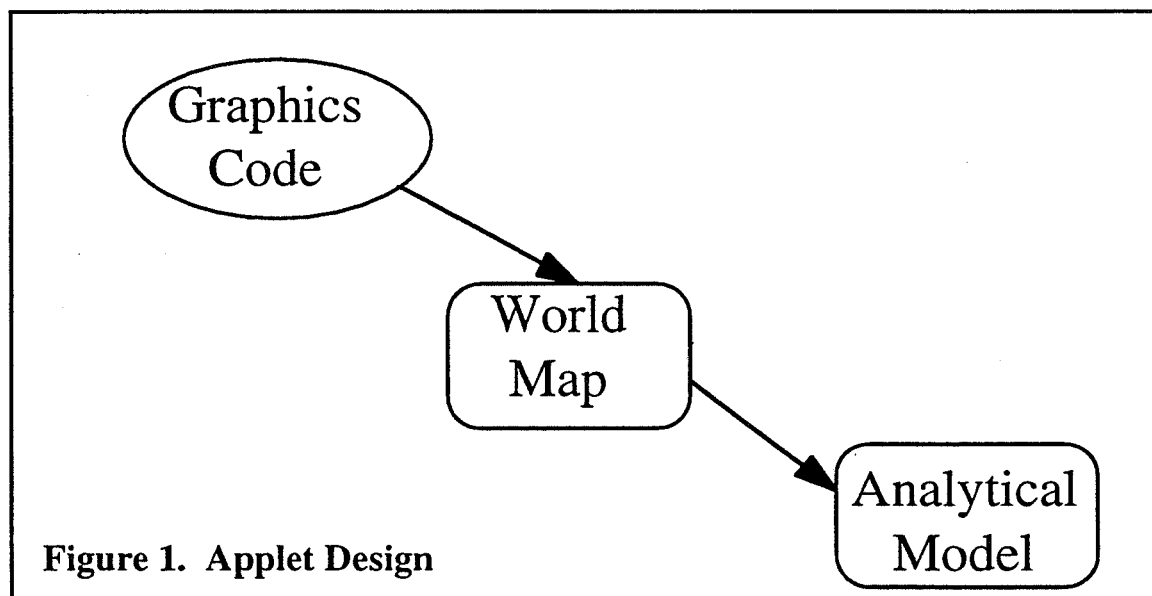 Graphics
Code
World
Map
Analytical
Model
Figure 1. Applet Design